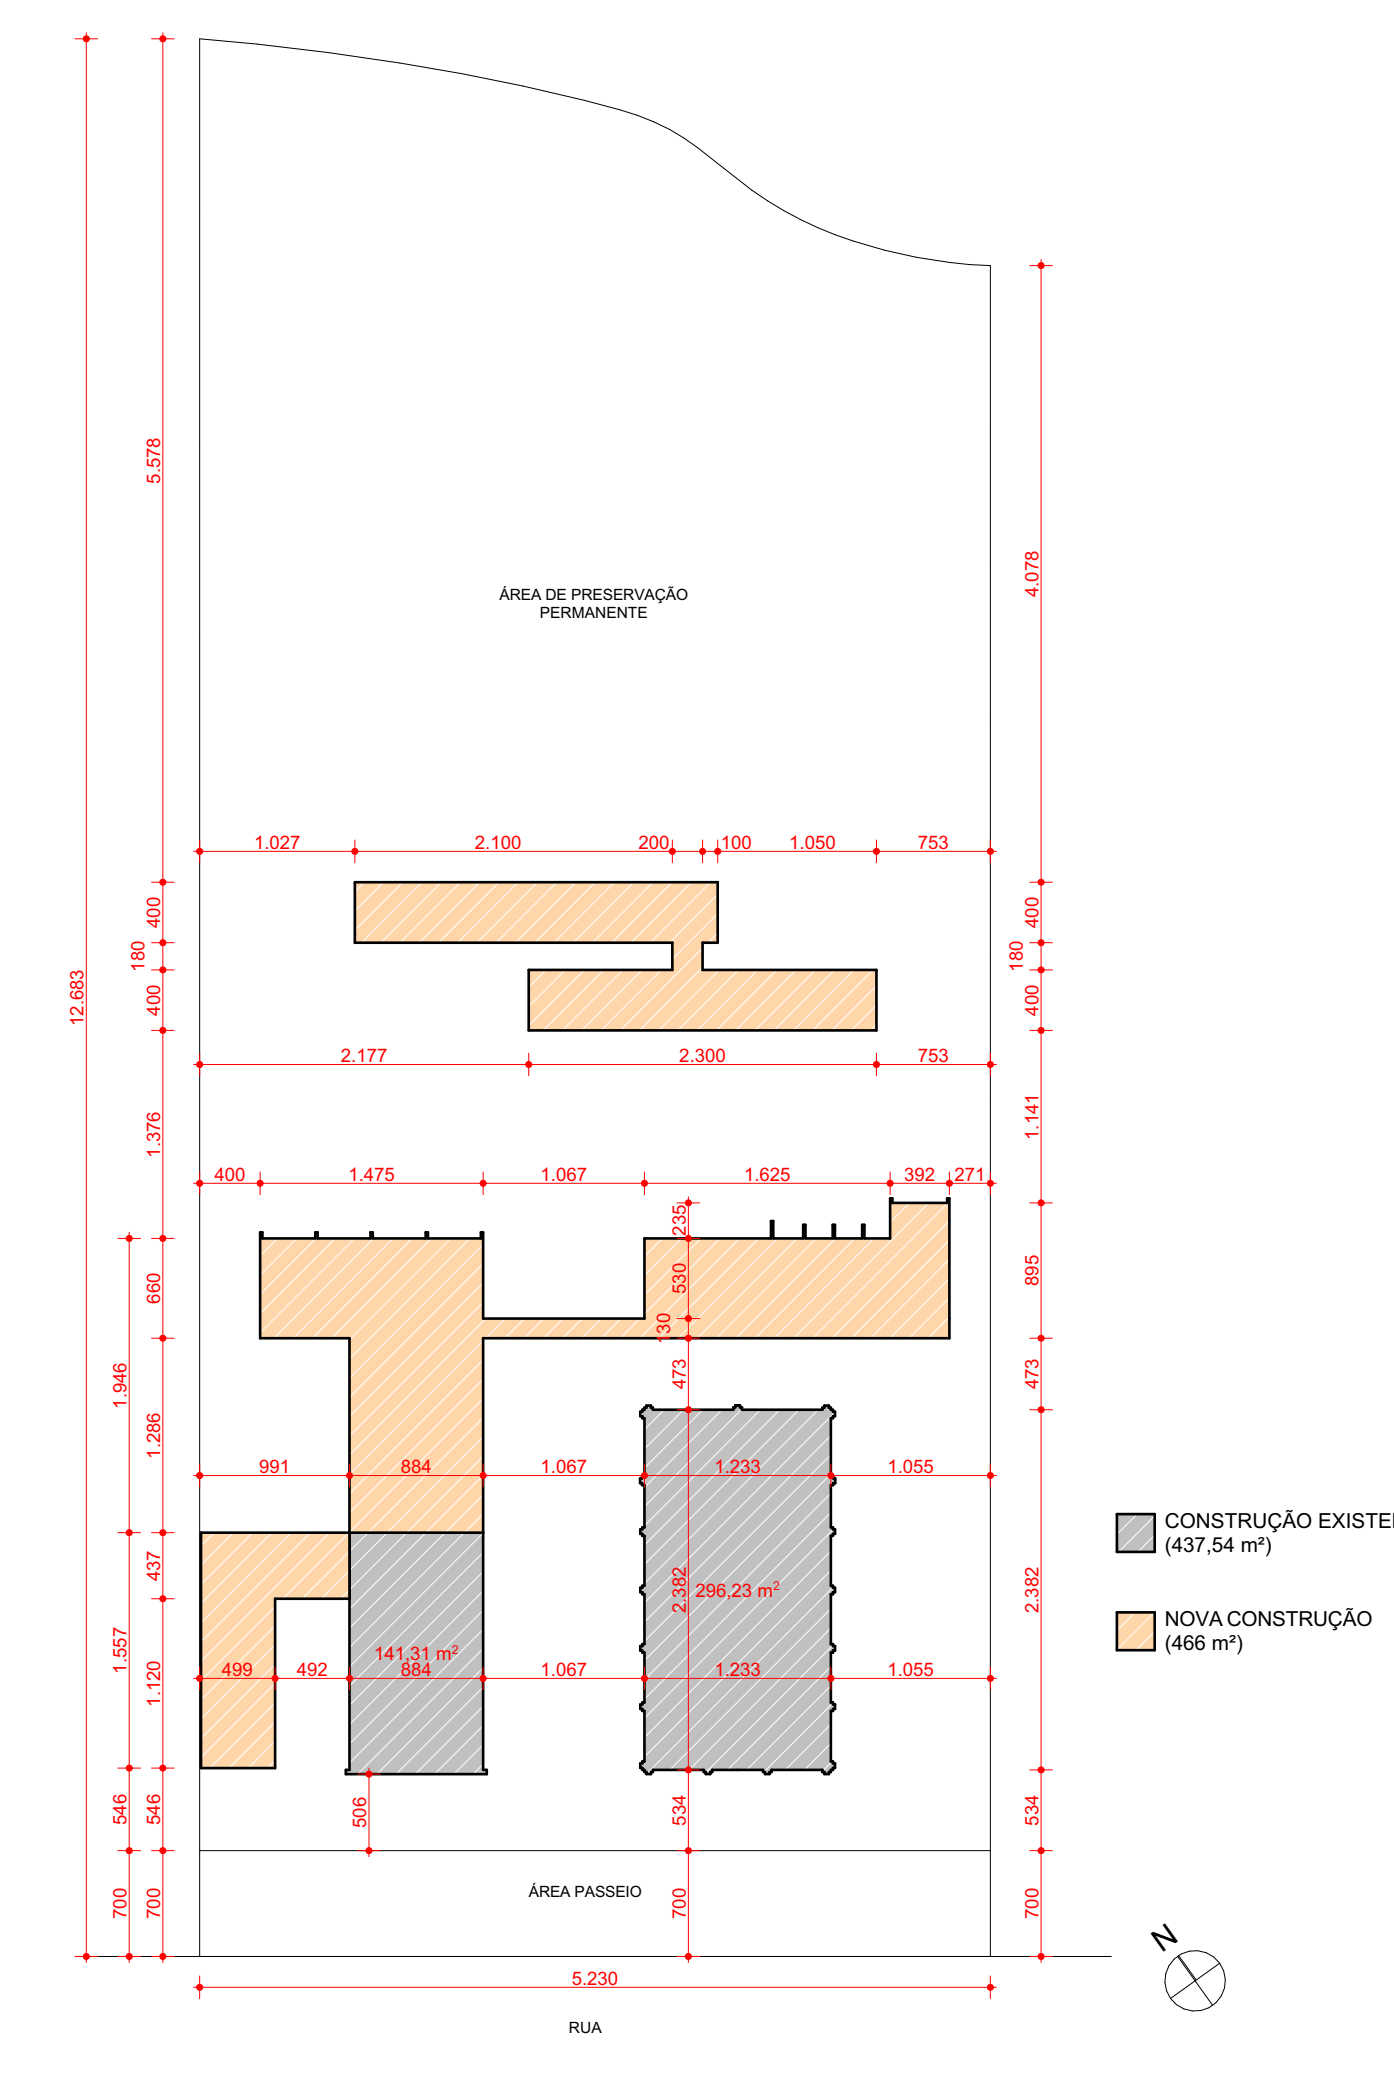 5.578
12.683
4.078
ÁREA DE PRESERVAÇÃO
PERMANENTE
1.027 2.100 200 100 1.050 753
400
180
400
400
180
400
2.177 2.300 753
1.376
1.141
400 1.475 1.067 1.625 392 271
235
530
130
473
660
1.946
1.286
895
473
991 884 1.067 1.233 1.055
CONSTRUÇÃO EXISTE
(437,54 m²)
NOVA CONSTRUÇÃO
(466 m²)
437
1.557
1.120
2.382
296,23 m²
2.382
141,31 m²
499 492 884 1.067 1.233 1.055
546
546
506
534
534
ÁREA PASSEIO
700
700
700
700
N
5.230
RUA